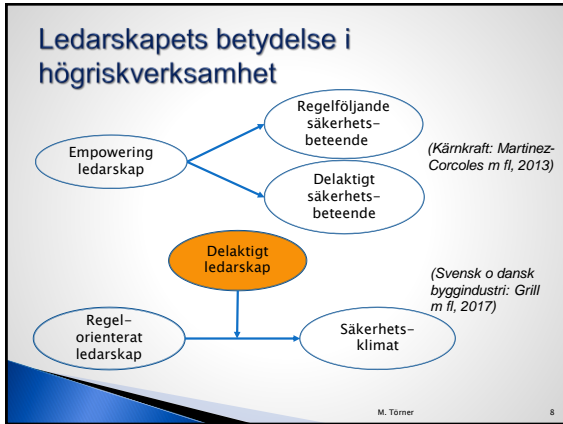 Ledarskapets betydelse i
högriskverksamhet
Regelföljande
säkerhets-
beteende
Empowering
ledarskap
(Kärnkraft: Martinez-
Corcoles m fl, 2013)
Delaktigt
säkerhets-
beteende
Delaktigt
ledarskap
(Svensk o dansk
byggindustri: Grill
m fl, 2017)
Regel-
orienterat
ledarskap
Säkerhets-
klimat
M. Törner
8